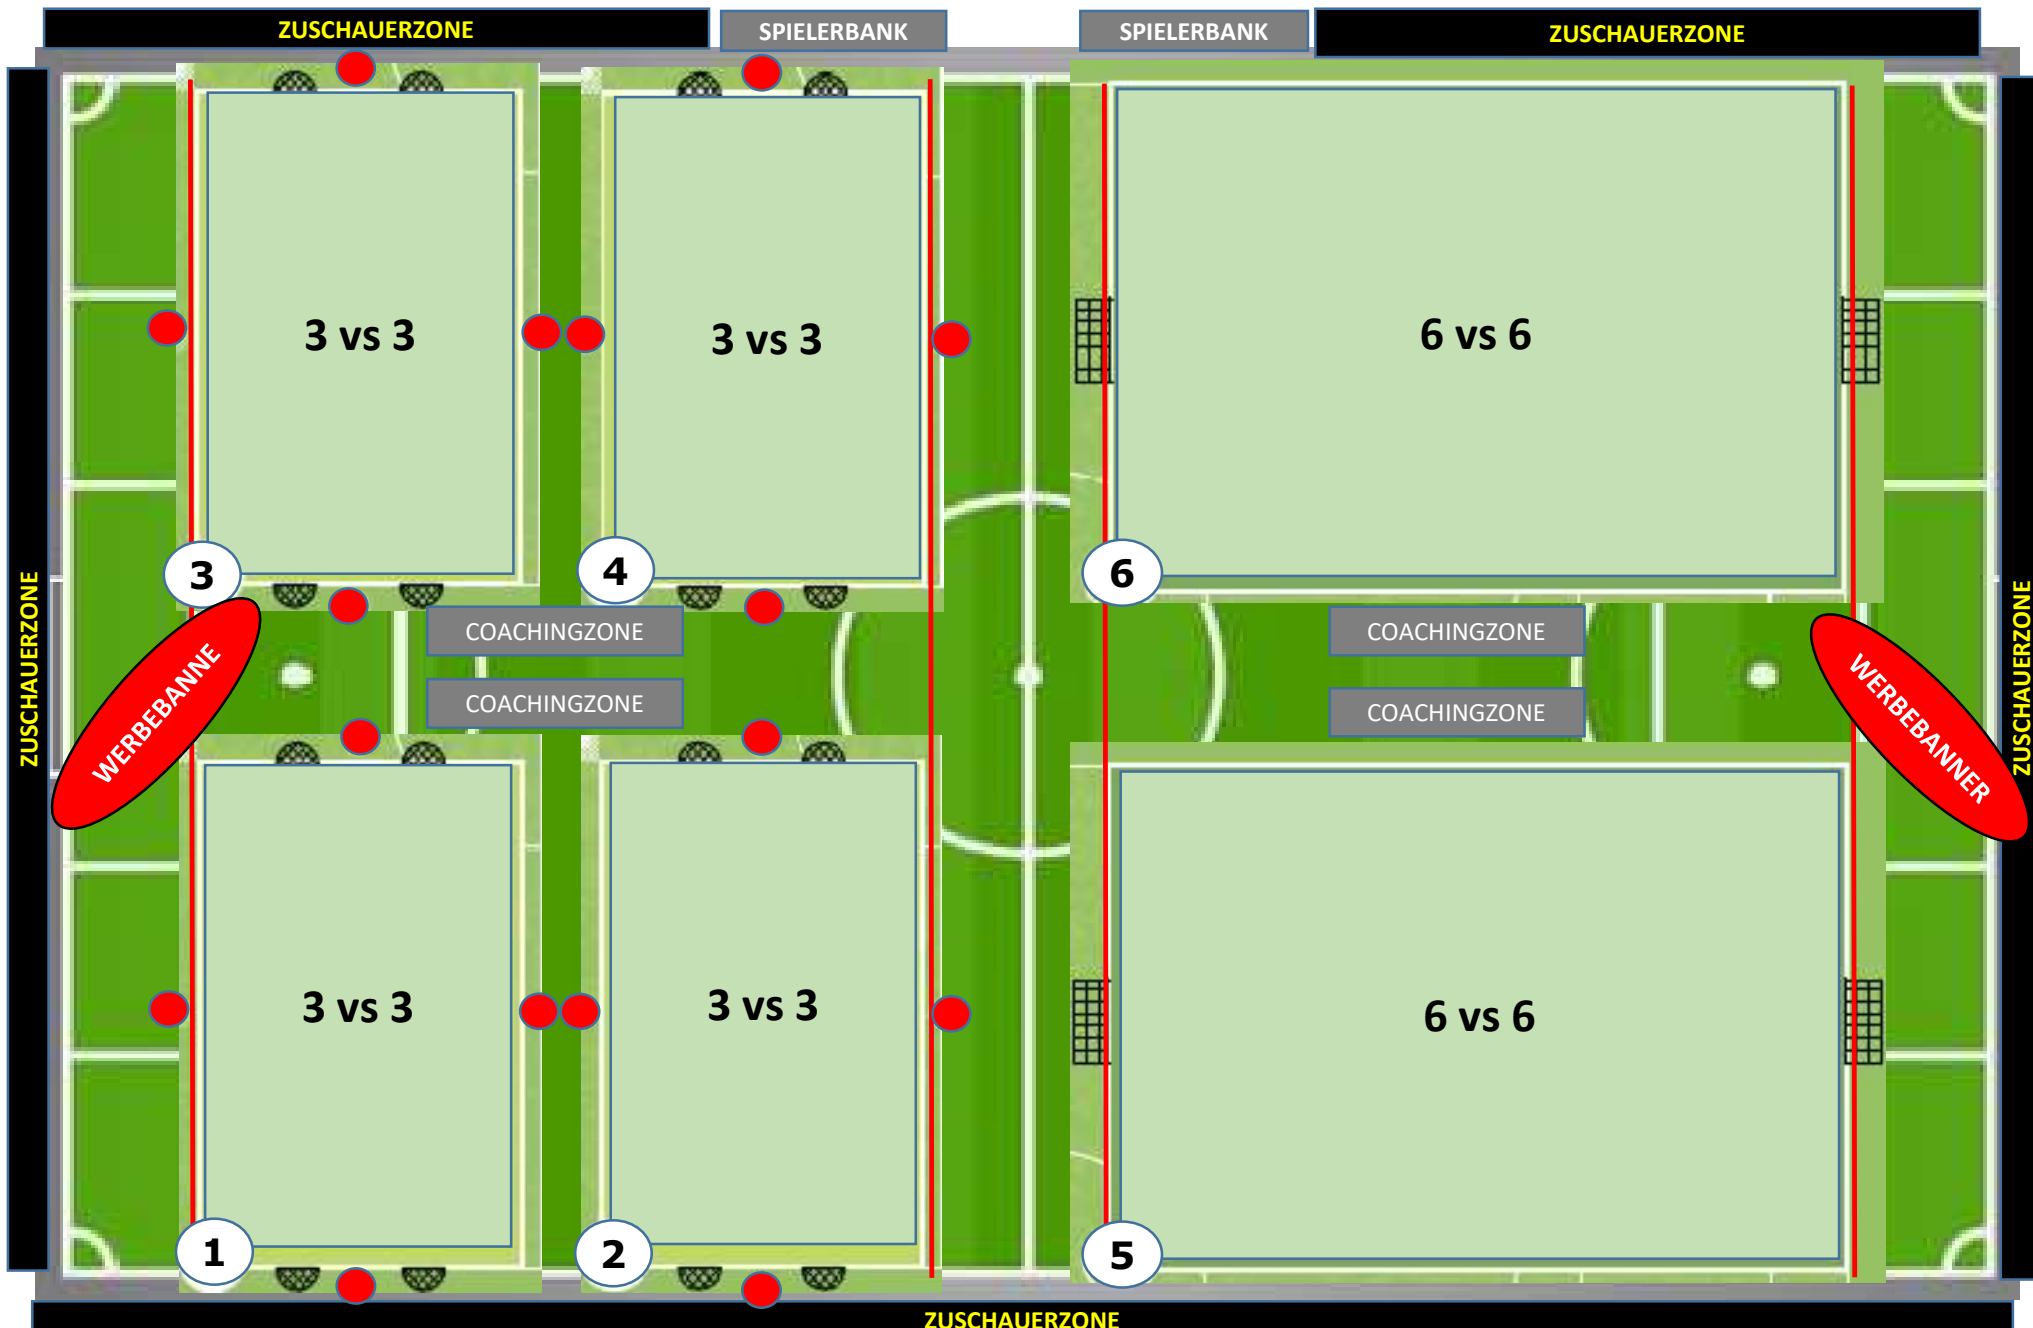 ZUSCHAUERZONE
SPIELERBANK
SPIELERBANK
ZUSCHAUERZONE
3 vs 3
3 vs 3
6 vs 6
3
4
6
ZUSCHAUERZONE
WERBEBANNE
COACHINGZONE
COACHINGZONE
COACHINGZONE
COACHINGZONE
WERBEBANNER
ZUSCHAUERZONE
3 vs 3
3 vs 3
6 vs 6
1
2
5
ZUSCHAUERZONE